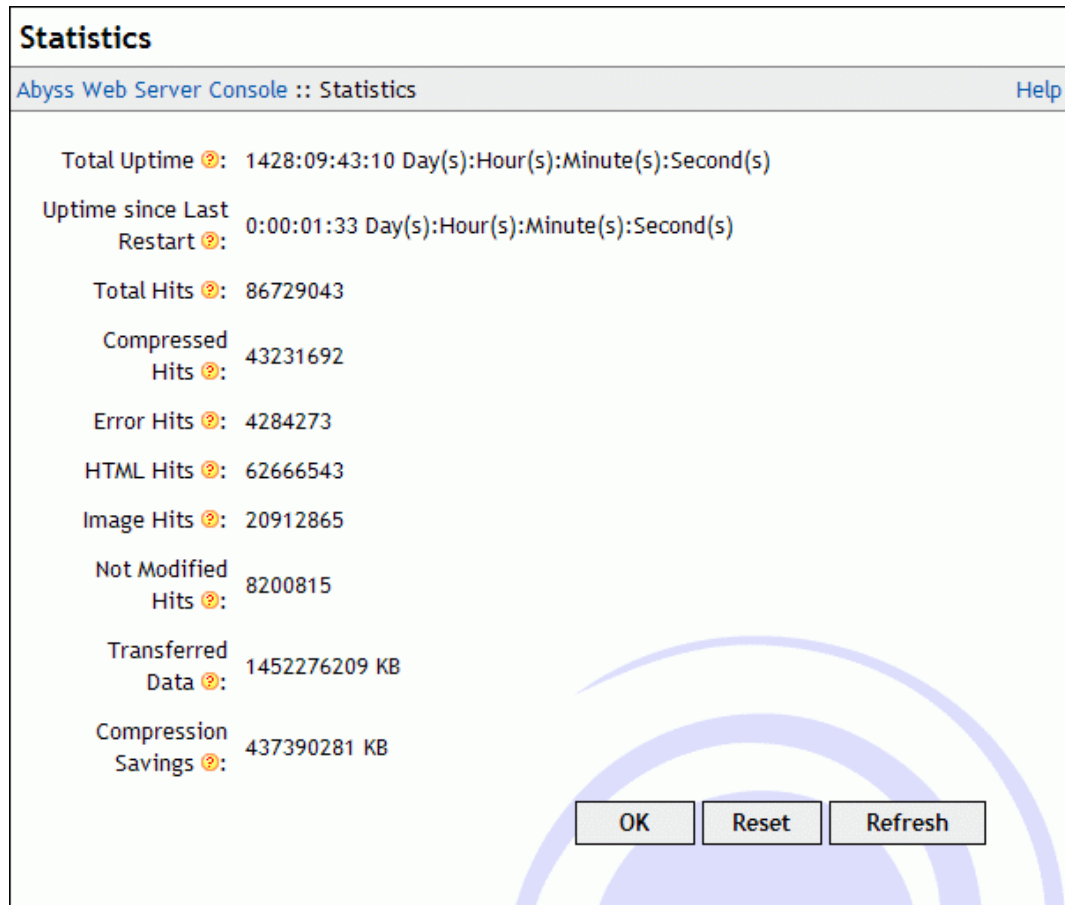 Statistics
Abyss Web Server Console :: Statistics Help
Total Uptime ?: 1428:09:43:10 Day(s):Hour(s):Minute(s):Second(s)
Uptime since Last
Restart ?: 0:00:01:33 Day(s):Hour(s):Minute(s):Second(s)
Total Hits ?: 86729043
Compressed
Hits ?: 43231692
Error Hits ?: 4284273
HTML Hits ?: 62666543
Image Hits ?: 20912865
Not Modified
Hits ?: 8200815
Transferred
Data ?: 1452276209 KB
Compression
Savings ?: 437390281 KB
OK Reset Refresh